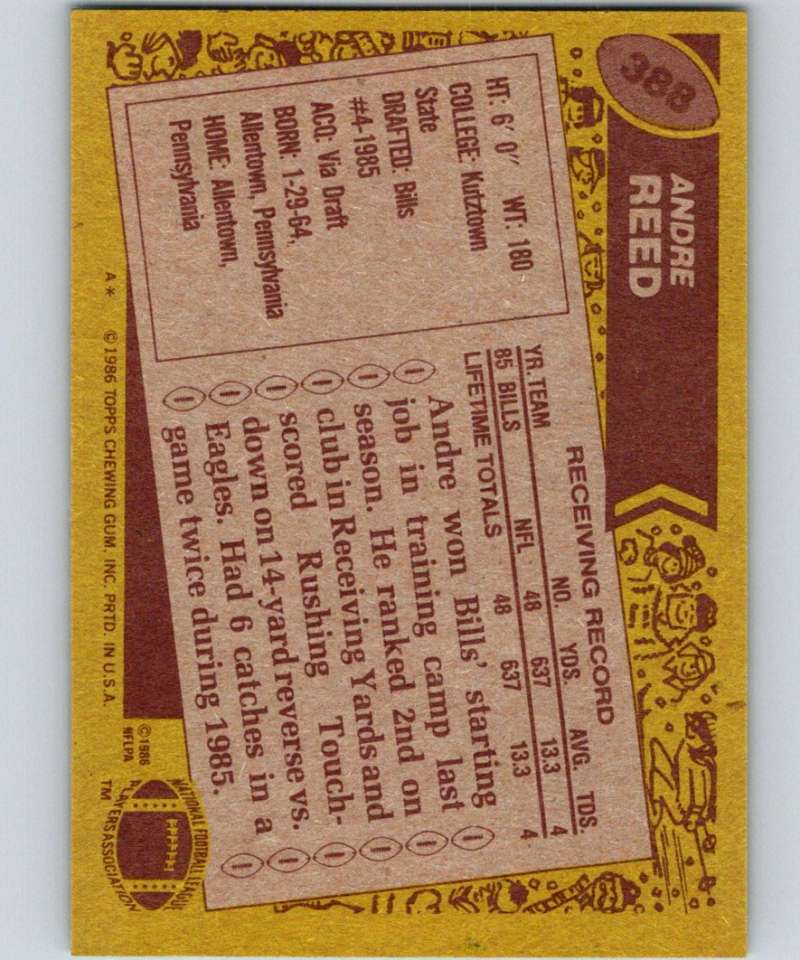 388
ANDRE
REED
HT: 6' 0" WT: 180
COLLEGE: Kutztown
State
DRAFTED: Bills
#4-1985
ACQ: Via Draft
BORN: 1-29-64,
Allentown, Pennsylvania
HOME: Allentown,
Pennsylvania
RECEIVING RECORD
NO. YDS. AVG. TDS.
YR. TEAM NFL 48 637 13.3 4
85 BILLS
LIFETIME TOTALS 48 637 13.3 4
Andre won Bills' starting
job in training camp last
season. He ranked 2nd on
club in Receiving Yards and
scored Rushing Touch-
down on 14-yard reverse vs.
Eagles. Had 6 catches in a
game twice during 1985.
A* © 1986 TOPPS CHEWING GUM, INC. PRTD. IN U.S.A.
© 1986
NFLPA
NATIONAL FOOTBALL LEAGUE
PLAYERS ASSOCIATION
TM